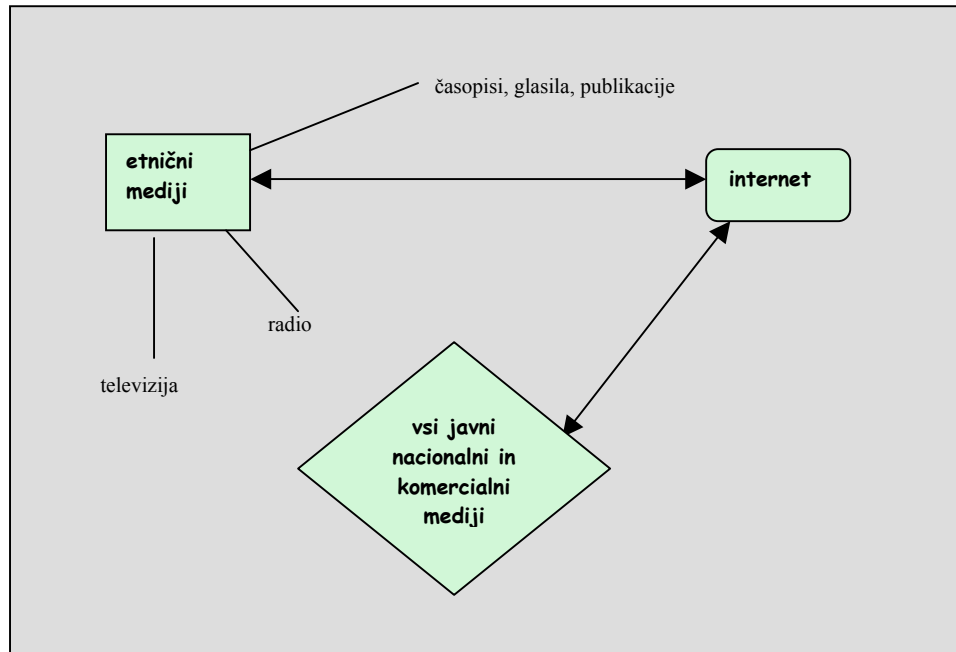 časopisi, glasila, publikacije
etnični
mediji
internet
radio
televizija
vsi javni
nacionalni in
komercialni
mediji